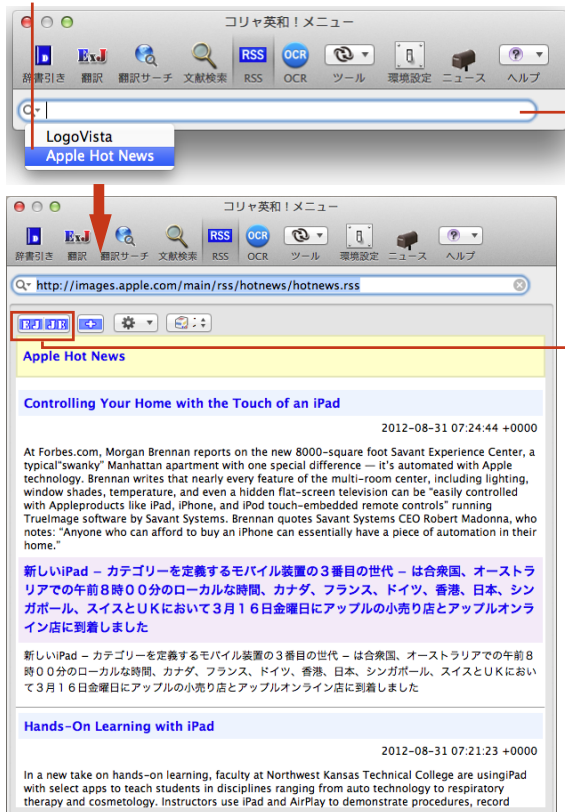 コリャ英和！メニュー
ExJ RSS OCR ?
辞書引き 翻訳 翻訳サーチ 文献検索 RSS OCR ツール 環境設定 ニュース ヘルプ
LogoVista
Apple Hot News
コリャ英和！メニュー
ExJ RSS OCR ?
辞書引き 翻訳 翻訳サーチ 文献検索 RSS OCR ツール 環境設定 ニュース ヘルプ
http://images.apple.com/main/rss/hotnews/hotnews.rss
Apple Hot News
Controlling Your Home with the Touch of an iPad
2012-08-31 07:24:44 +0000
At Forbes.com, Morgan Brennan reports on the new 8000-square foot Savant Experience Center, a
typical"swanky" Manhattan apartment with one special difference — it's automated with Apple
technology. Brennan writes that nearly every feature of the multi-room center, including lighting,
window shades, temperature, and even a hidden flat-screen television can be "easily controlled
with Appleproducts like iPad, iPhone, and iPod touch-embedded remote controls" running
TrueImage software by Savant Systems. Brennan quotes Savant Systems CEO Robert Madonna, who
notes: "Anyone who can afford to buy an iPhone can essentially have a piece of automation in their
home."
新しいiPad – カテゴリーを定義するモバイル装置の３番目の世代 – は合衆国、オーストラ
リアでの午前８時００分のローカルな時間、カナダ、フランス、ドイツ、香港、日本、シン
ガポール、スイスとＵＫにおいて３月１６日金曜日にアップルの小売り店とアップルオンラ
イン店に到着しました
新しいiPad – カテゴリーを定義するモバイル装置の３番目の世代 – は合衆国、オーストラリアでの午前８
時００分のローカルな時間、カナダ、フランス、ドイツ、香港、日本、シンガポール、スイスとＵＫにおい
て３月１６日金曜日にアップルの小売り店とアップルオンライン店に到着しました
Hands-On Learning with iPad
2012-08-31 07:21:23 +0000
In a new take on hands-on learning, faculty at Northwest Kansas Technical College are usingiPad
with select apps to teach students in disciplines ranging from auto technology to respiratory
therapy and cosmetology. Instructors use iPad and AirPlay to demonstrate procedures, record